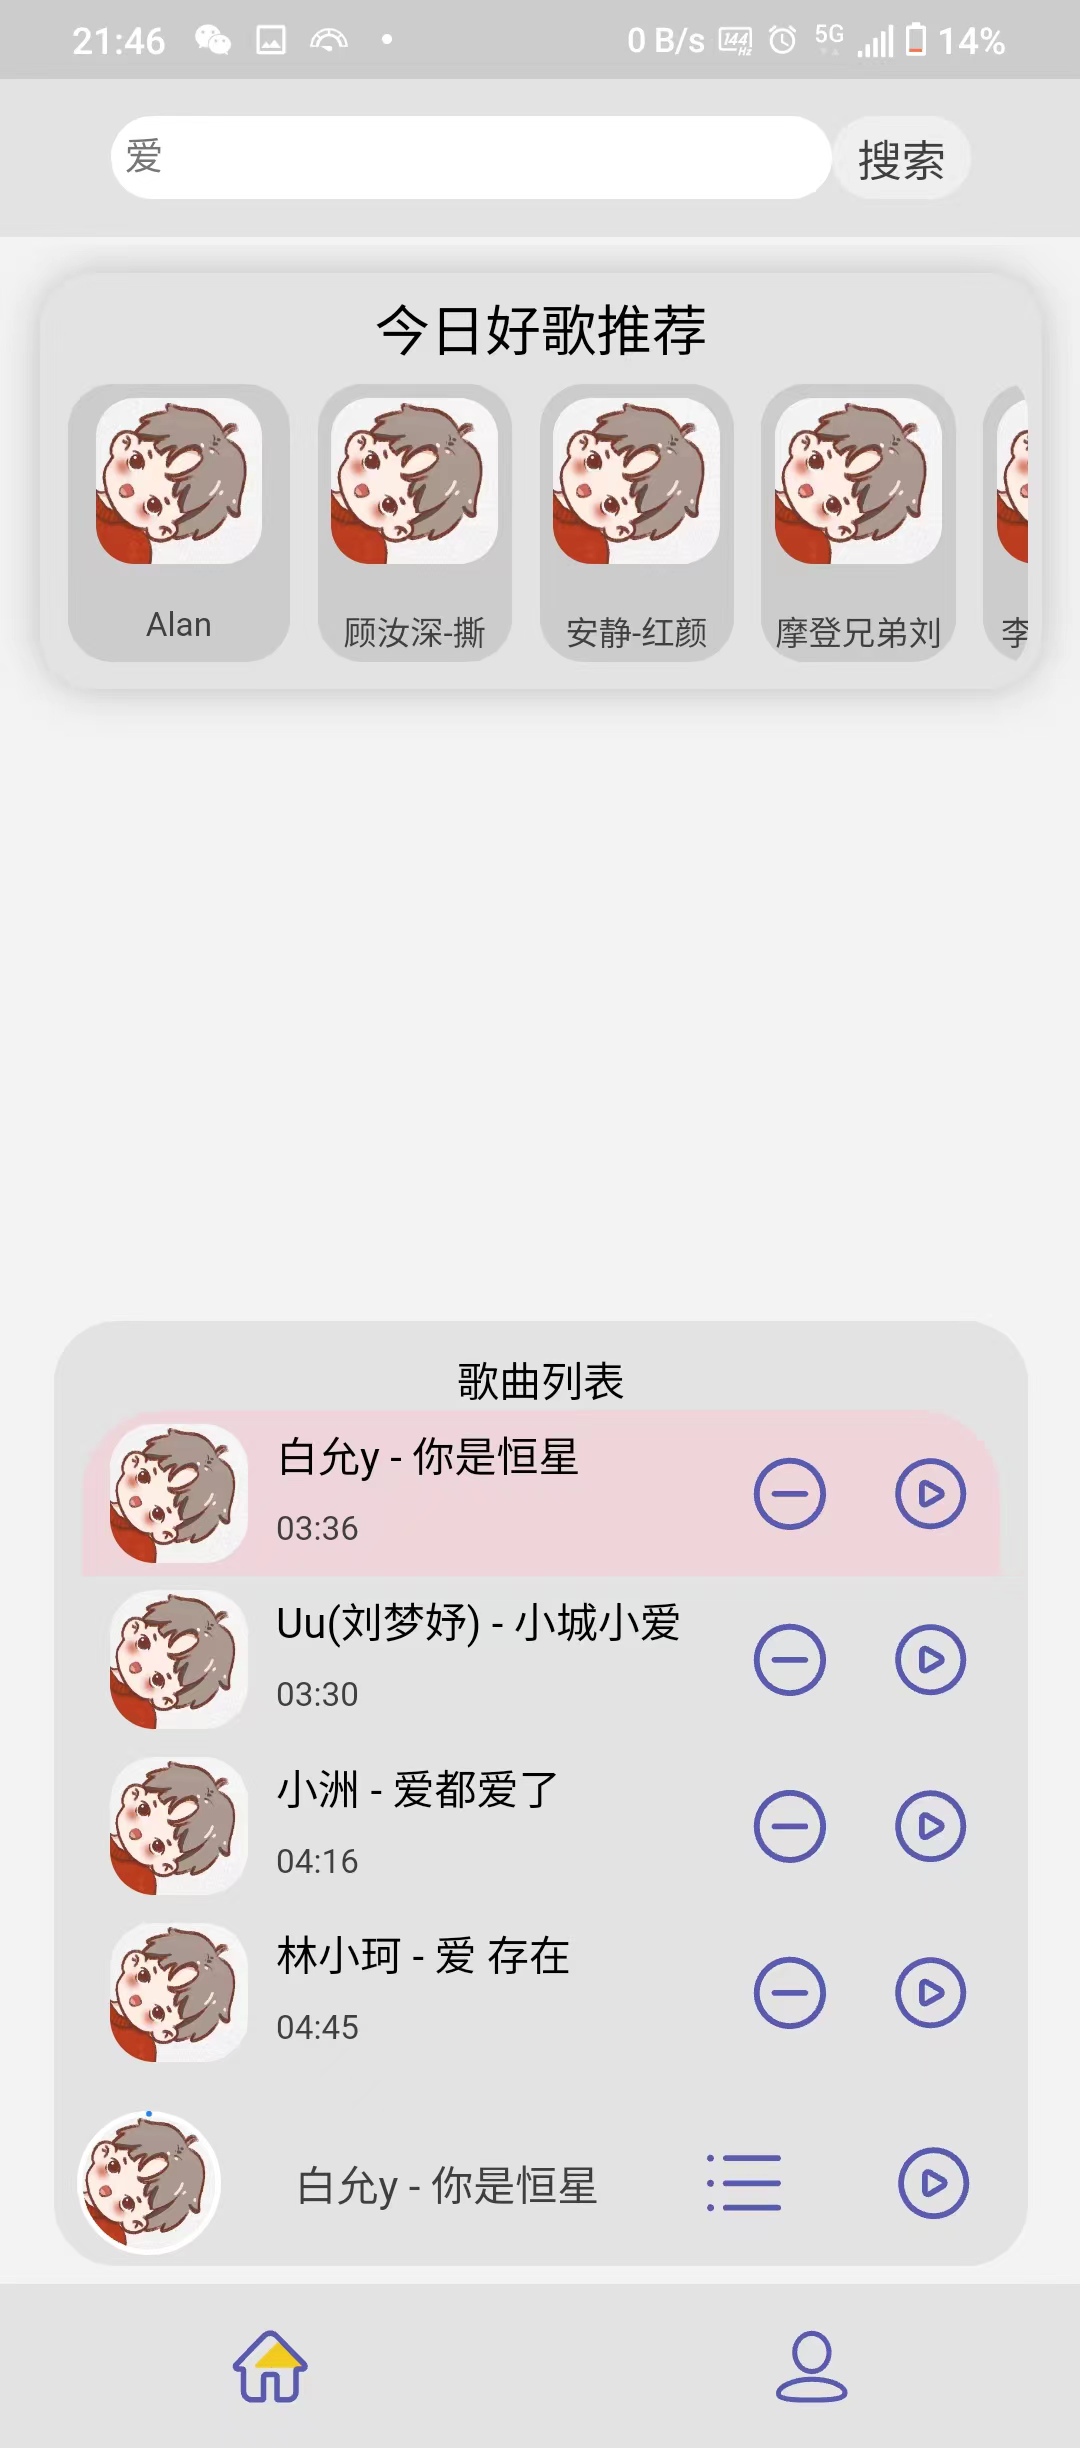 21:46 0 B/s 144Hz 5G 14%
爱
搜索
今日好歌推荐
Alan
顾汝深-撕
安静-红颜
摩登兄弟刘
李
歌曲列表
白允y - 你是恒星
03:36
Uu(刘梦妤) - 小城小爱
03:30
小洲 - 爱都爱了
04:16
林小珂 - 爱 存在
04:45
白允y - 你是恒星